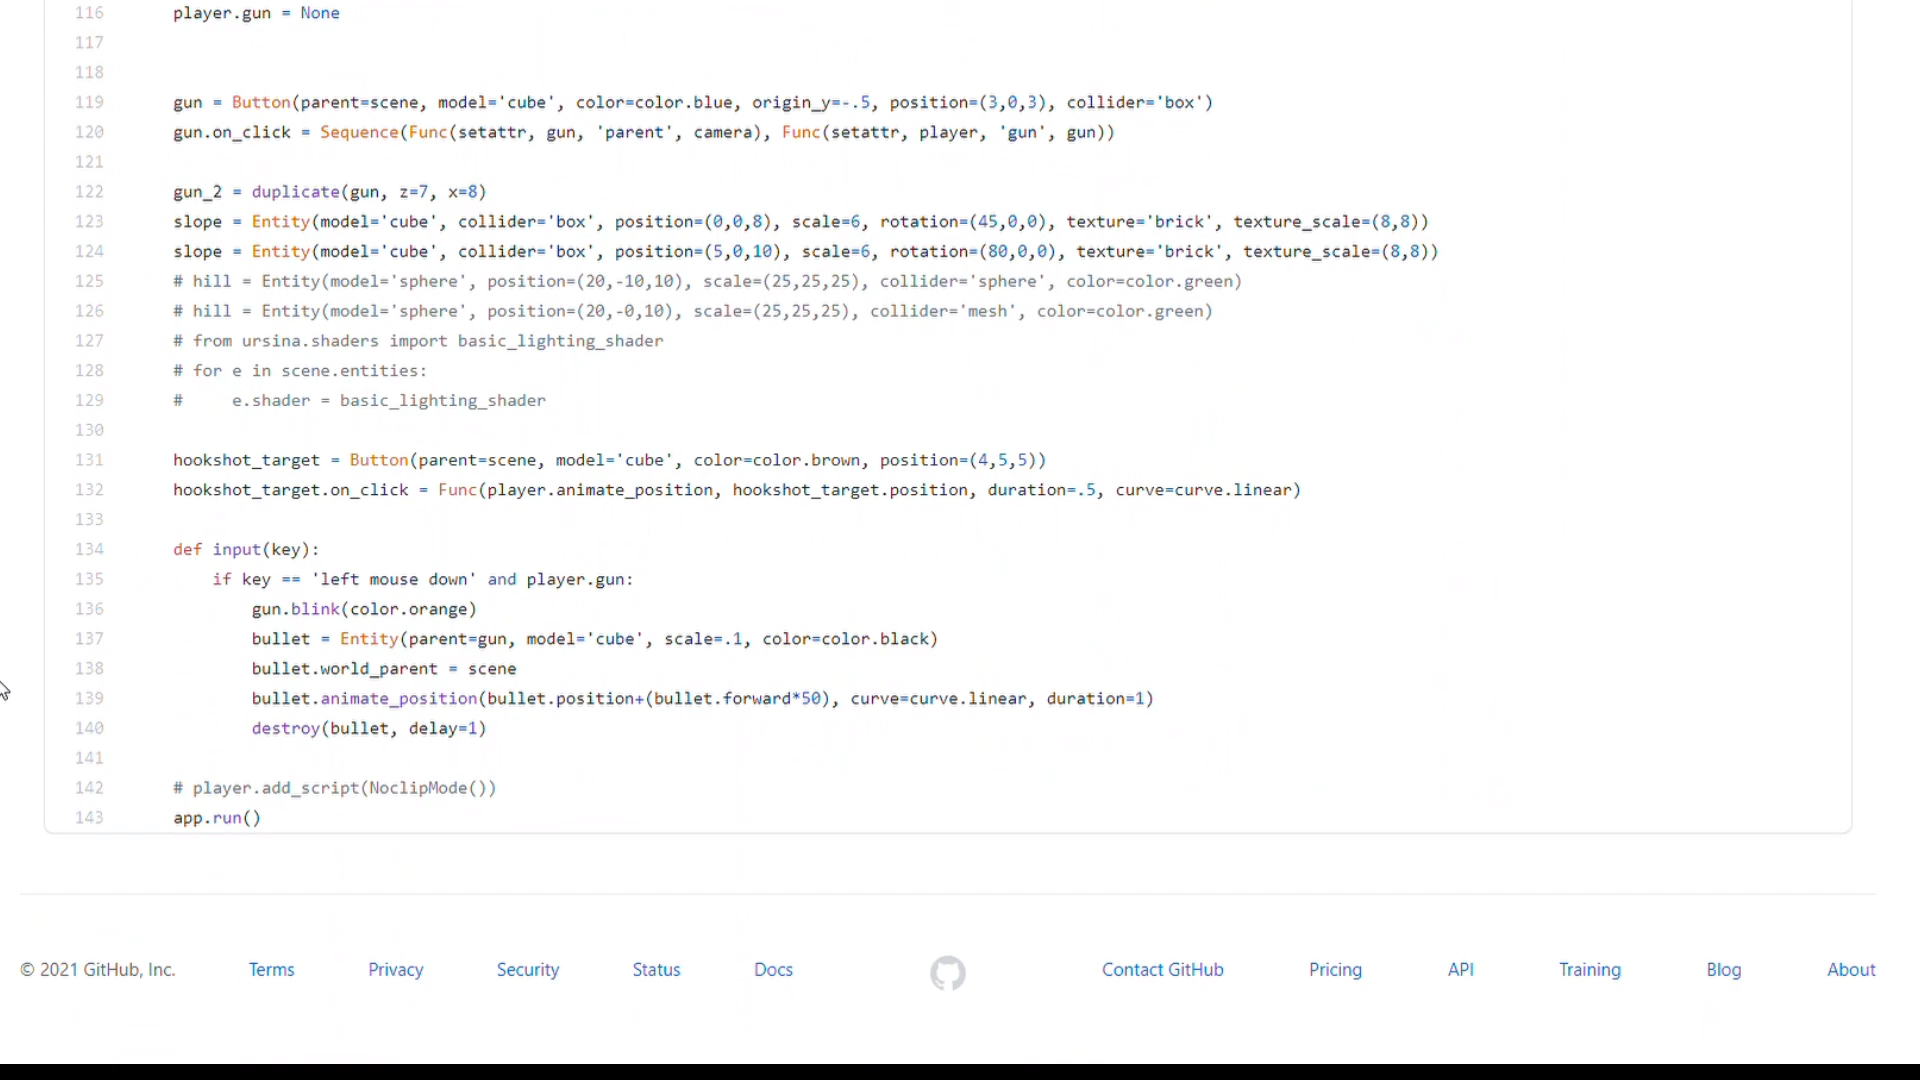 116 player.gun = None
117
118
119 gun = Button(parent=scene, model='cube', color=color.blue, origin_y=-.5, position=(3,0,3), collider='box')
120 gun.on_click = Sequence(Func(setattr, gun, 'parent', camera), Func(setattr, player, 'gun', gun))
121
122 gun_2 = duplicate(gun, z=7, x=8)
123 slope = Entity(model='cube', collider='box', position=(0,0,8), scale=6, rotation=(45,0,0), texture='brick', texture_scale=(8,8))
124 slope = Entity(model='cube', collider='box', position=(5,0,10), scale=6, rotation=(80,0,0), texture='brick', texture_scale=(8,8))
125 # hill = Entity(model='sphere', position=(20,-10,10), scale=(25,25,25), collider='sphere', color=color.green)
126 # hill = Entity(model='sphere', position=(20,-0,10), scale=(25,25,25), collider='mesh', color=color.green)
127 # from ursina.shaders import basic_lighting_shader
128 # for e in scene.entities:
129 #     e.shader = basic_lighting_shader
130
131 hookshot_target = Button(parent=scene, model='cube', color=color.brown, position=(4,5,5))
132 hookshot_target.on_click = Func(player.animate_position, hookshot_target.position, duration=.5, curve=curve.linear)
133
134 def input(key):
135     if key == 'left mouse down' and player.gun:
136         gun.blink(color.orange)
137         bullet = Entity(parent=gun, model='cube', scale=.1, color=color.black)
138         bullet.world_parent = scene
139         bullet.animate_position(bullet.position+(bullet.forward*50), curve=curve.linear, duration=1)
140         destroy(bullet, delay=1)
141
142 # player.add_script(NoclipMode())
143 app.run()
© 2021 GitHub, Inc. Terms Privacy Security Status Docs Contact GitHub Pricing API Training Blog About